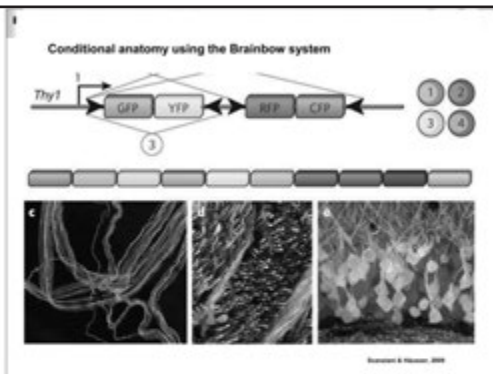 Conditional anatomy using the Brainbow system
1
Thy1
GFP YFP RFP CFP
1 2
3
3 4
c d e
Scanziani & Häusser, 2009